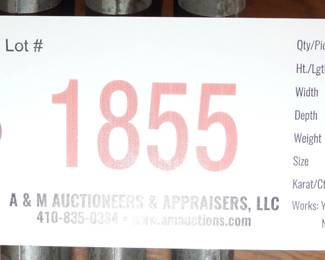 Lot #
1855
A & M AUCTIONEERS & APPRAISERS, LLC
410-835-0384 • www.amauctions.com
Qty/Pie
Ht./Lgt
Width
Depth
Weight
Size
Karat/Ct
Works: Y
N